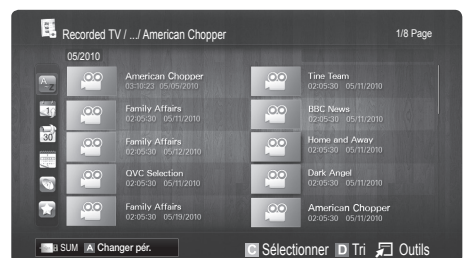 Recorded TV / .../ American Chopper 1/8 Page
05/2010
American Chopper
03:10:23 05/05/2010
Tine Team
02:05:30 05/11/2010
Family Affairs
02:05:30 05/11/2010
BBC News
02:05:30 05/11/2010
Family Affairs
02:05:30 05/12/2010
Home and Away
02:05:30 05/11/2010
QVC Selection
02:05:30 05/11/2010
Dark Angel
02:05:30 05/11/2010
Family Affairs
02:05:30 05/19/2010
American Chopper
02:05:30 05/11/2010
1
30
a SUM A Changer pér. C Sélectionner D Tri Outils